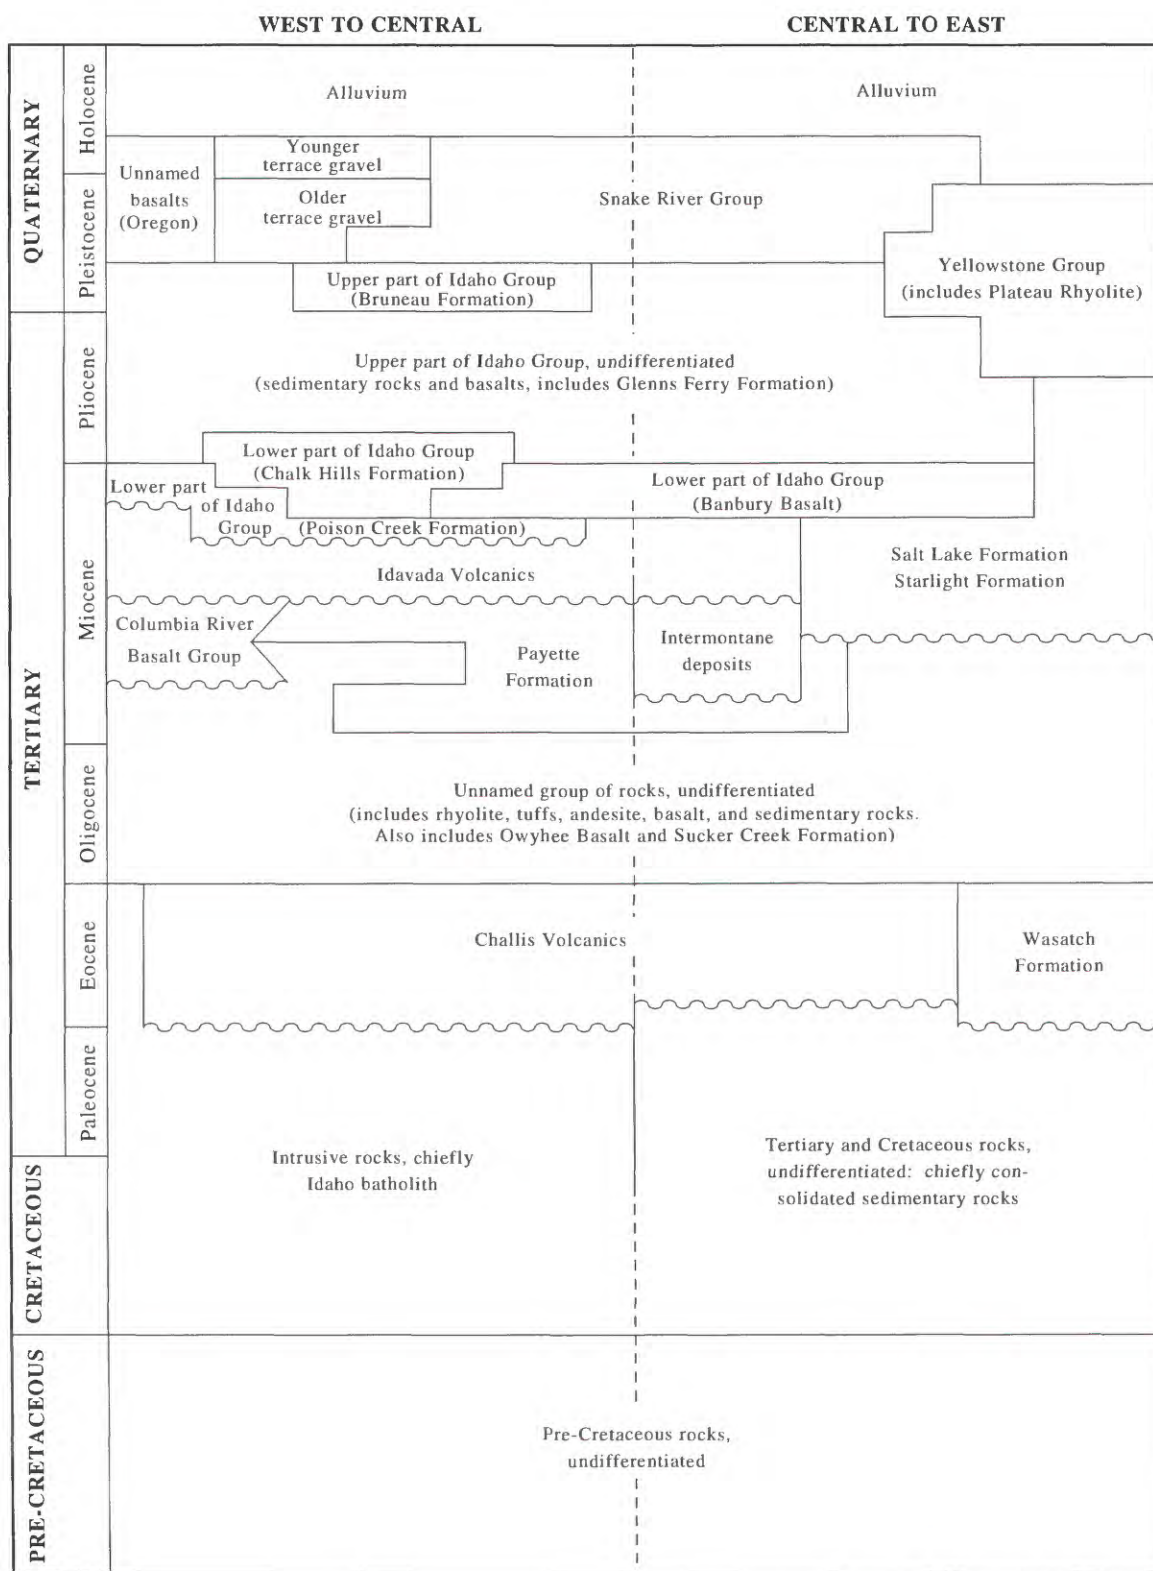 WEST TO CENTRAL
CENTRAL TO EAST
QUATERNARY
Holocene
Pleistocene
Alluvium
Alluvium
Unnamed
basalts
(Oregon)
Younger
terrace gravel
Older
terrace gravel
Snake River Group
Upper part of Idaho Group
(Bruneau Formation)
Yellowstone Group
(includes Plateau Rhyolite)
TERTIARY
Pliocene
Upper part of Idaho Group, undifferentiated
(sedimentary rocks and basalts, includes Glenns Ferry Formation)
Lower part of Idaho Group
(Chalk Hills Formation)
Miocene
Lower part
of Idaho
Group
(Poison Creek Formation)
Lower part of Idaho Group
(Banbury Basalt)
Idavada Volcanics
Salt Lake Formation
Starlight Formation
Columbia River
Basalt Group
Payette
Formation
Intermontane
deposits
Oligocene
Unnamed group of rocks, undifferentiated
(includes rhyolite, tuffs, andesite, basalt, and sedimentary rocks.
Also includes Owyhee Basalt and Sucker Creek Formation)
Eocene
Challis Volcanics
Wasatch
Formation
Paleocene
Intrusive rocks, chiefly
Idaho batholith
Tertiary and Cretaceous rocks,
undifferentiated: chiefly con-
solidated sedimentary rocks
CRETACEOUS
PRE-CRETACEOUS
Pre-Cretaceous rocks,
undifferentiated